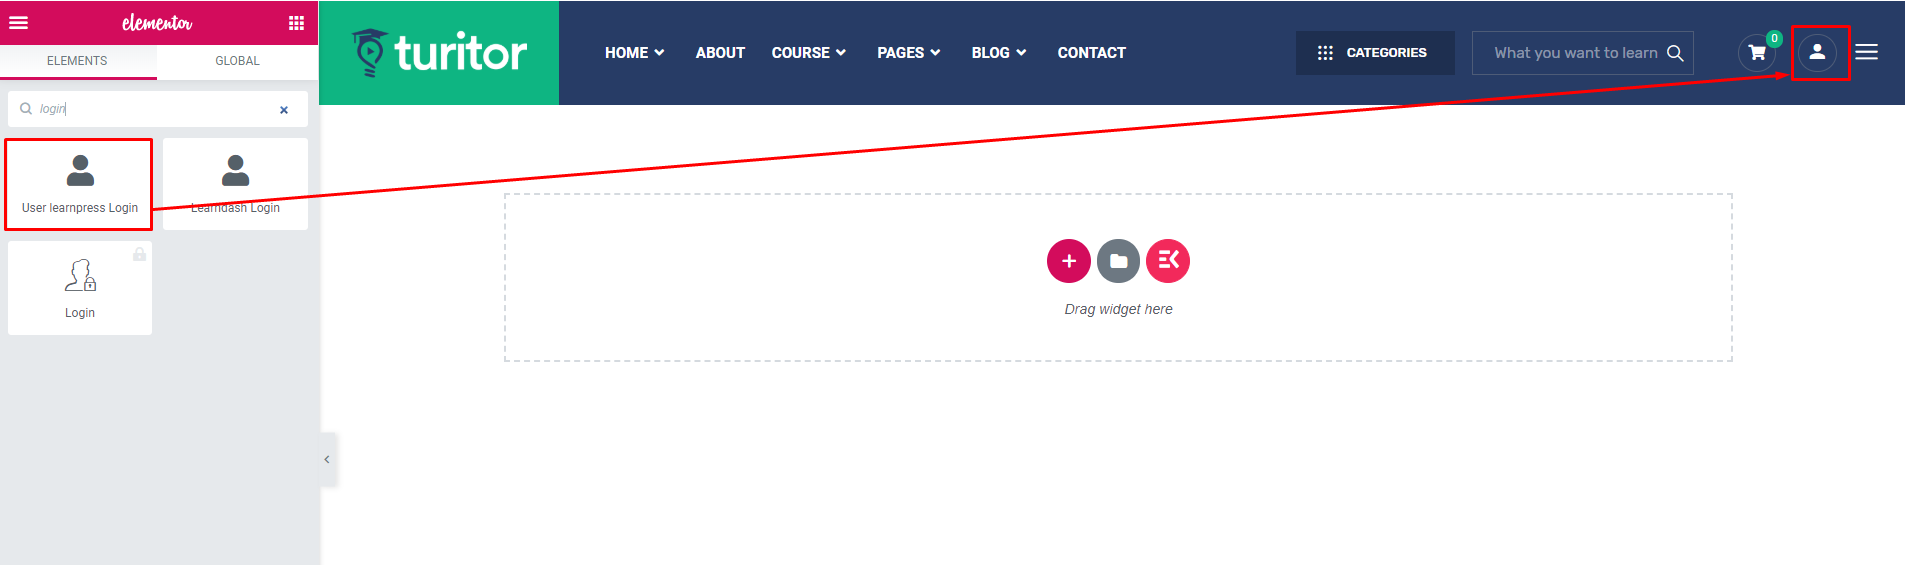 elementor
ELEMENTS
GLOBAL
login
User learnpress Login
Learndash Login
Login
turitor
HOME
ABOUT
COURSE
PAGES
BLOG
CONTACT
CATEGORIES
What you want to learn
0
Drag widget here